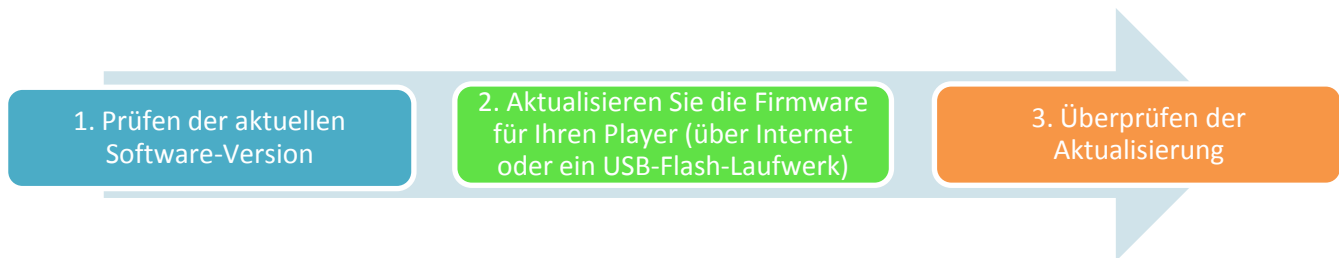 1. Prüfen der aktuellen
Software-Version
2. Aktualisieren Sie die Firmware
für Ihren Player (über Internet
oder ein USB-Flash-Laufwerk)
3. Überprüfen der
Aktualisierung